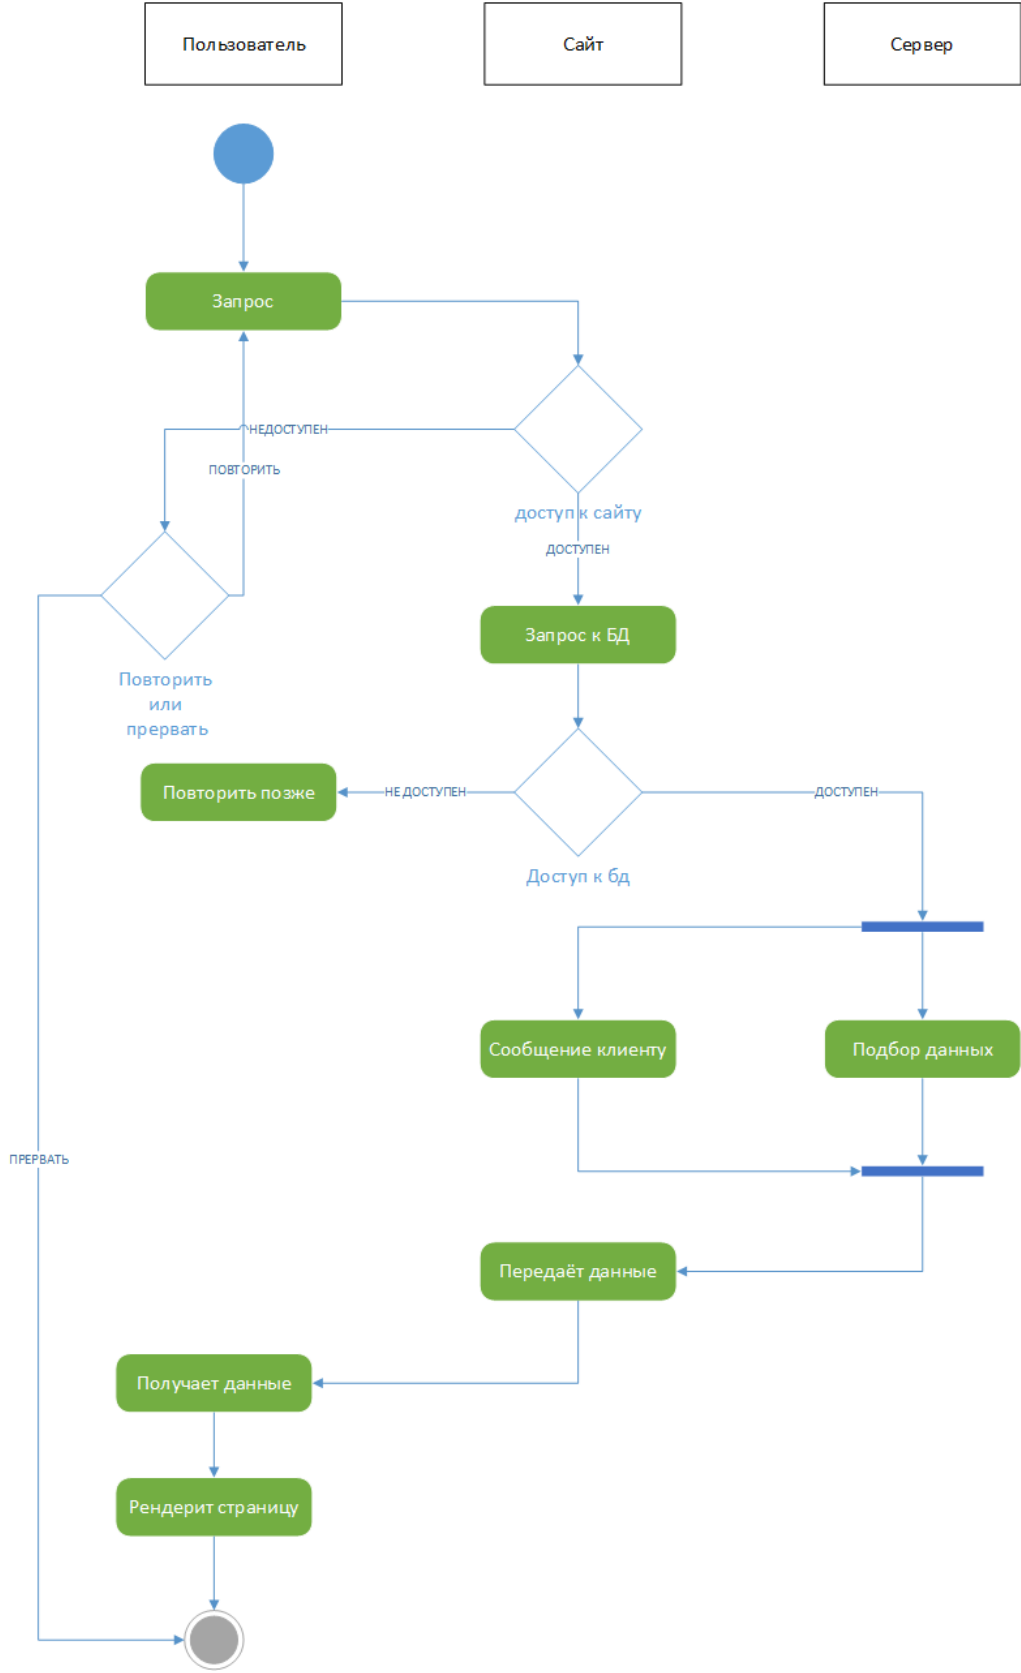 Пользователь
Сайт
Сервер
Запрос
НЕДОСТУПЕН
ПОВТОРИТЬ
доступ к сайту
ДОСТУПЕН
Запрос к БД
Повторить
или
прервать
Повторить позже
НЕ ДОСТУПЕН
ДОСТУПЕН
Доступ к бд
Сообщение клиенту
Подбор данных
ПРЕРВАТЬ
Передаёт данные
Получает данные
Рендерит страницу